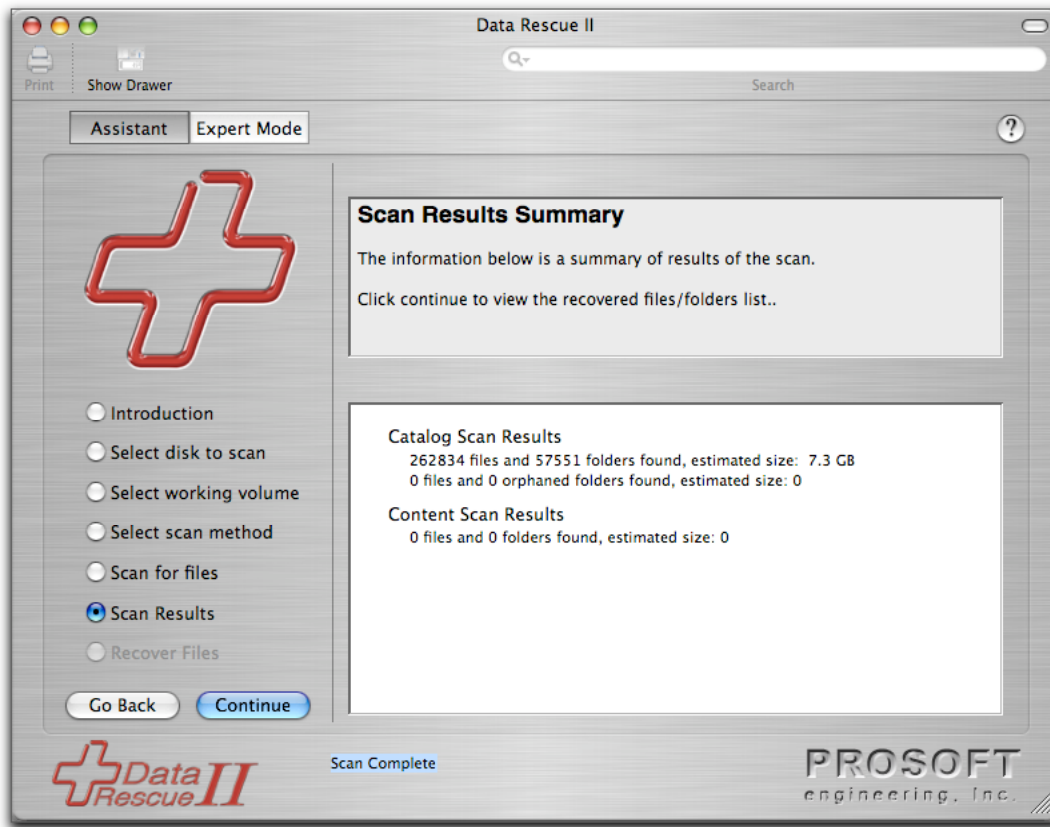 Data Rescue II
Print
Show Drawer
Search
Assistant
Expert Mode
?
Scan Results Summary
The information below is a summary of results of the scan.
Click continue to view the recovered files/folders list..
Introduction
Select disk to scan
Select working volume
Select scan method
Scan for files
Scan Results
Recover Files
Go Back
Continue
Catalog Scan Results
262834 files and 57551 folders found, estimated size: 7.3 GB
0 files and 0 orphaned folders found, estimated size: 0
Content Scan Results
0 files and 0 folders found, estimated size: 0
Data
Rescue II
Scan Complete
PROSOFT
engineering, Inc.